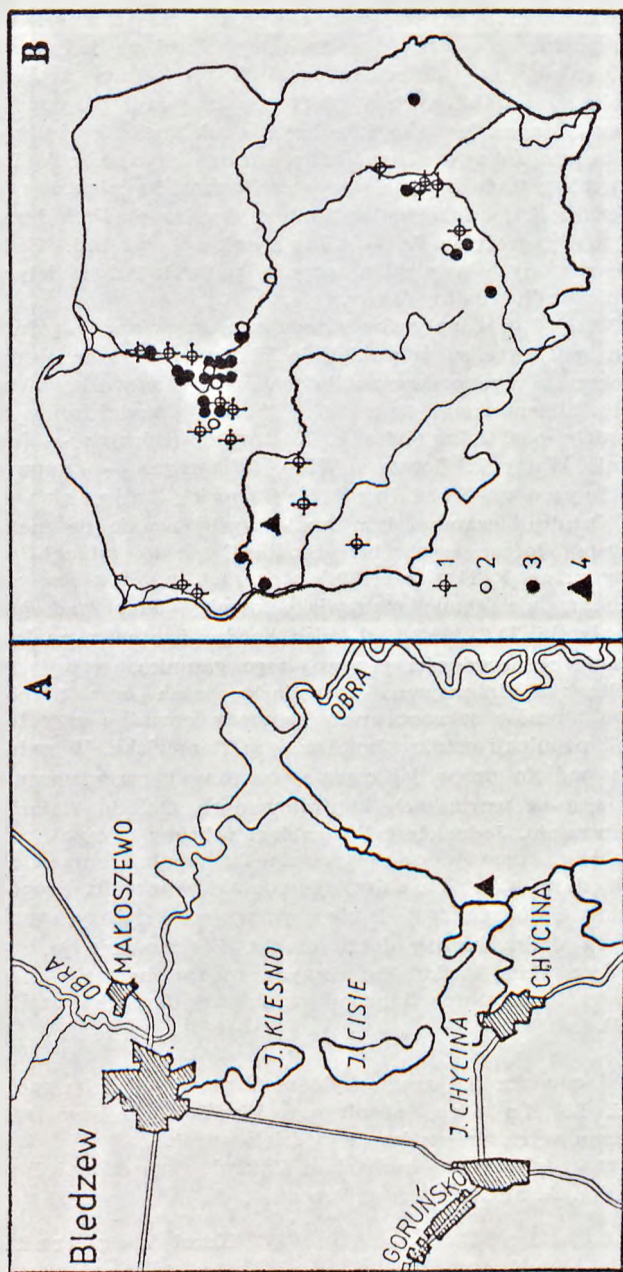 A
Bledzew
OBRA
MAŁOSZEWO
OBRA
J. KLESNO
J. CISIE
J. CHYCINA
CHYCINA
GORUŃSKO
B
1
2
3
4